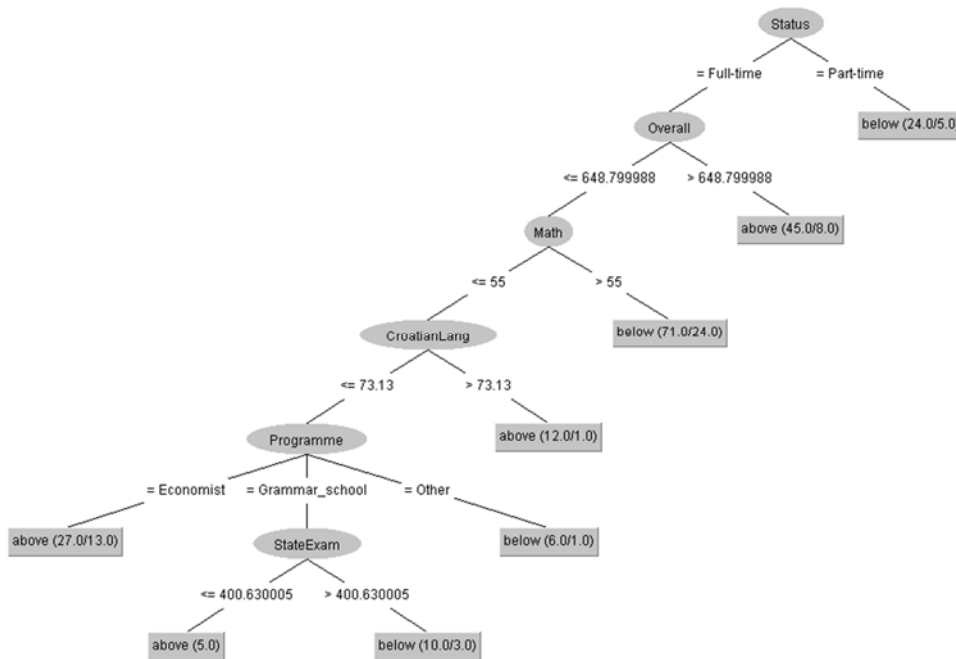 Status
= Full-time = Part-time
Overall
below (24.0/5.0)
<= 648.799988 > 648.799988
Math
above (45.0/8.0)
<= 55 > 55
CroatianLang
below (71.0/24.0)
<= 73.13 > 73.13
Programme
above (12.0/1.0)
= Economist = Grammar_school = Other
above (27.0/13.0)
StateExam
below (6.0/1.0)
<= 400.630005 > 400.630005
above (5.0)
below (10.0/3.0)